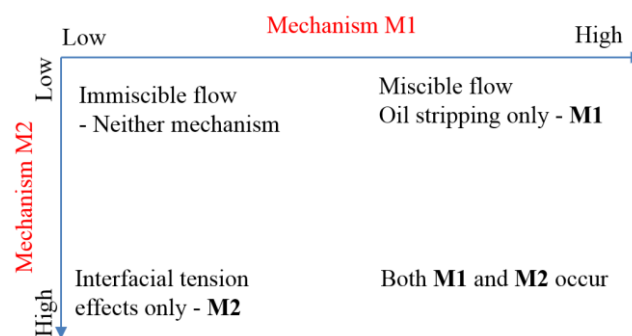 Mechanism M1
Low
High
Low
Mechanism M2
High
Immiscible flow
- Neither mechanism
Miscible flow
Oil stripping only - M1
Interfacial tension
effects only - M2
Both M1 and M2 occur